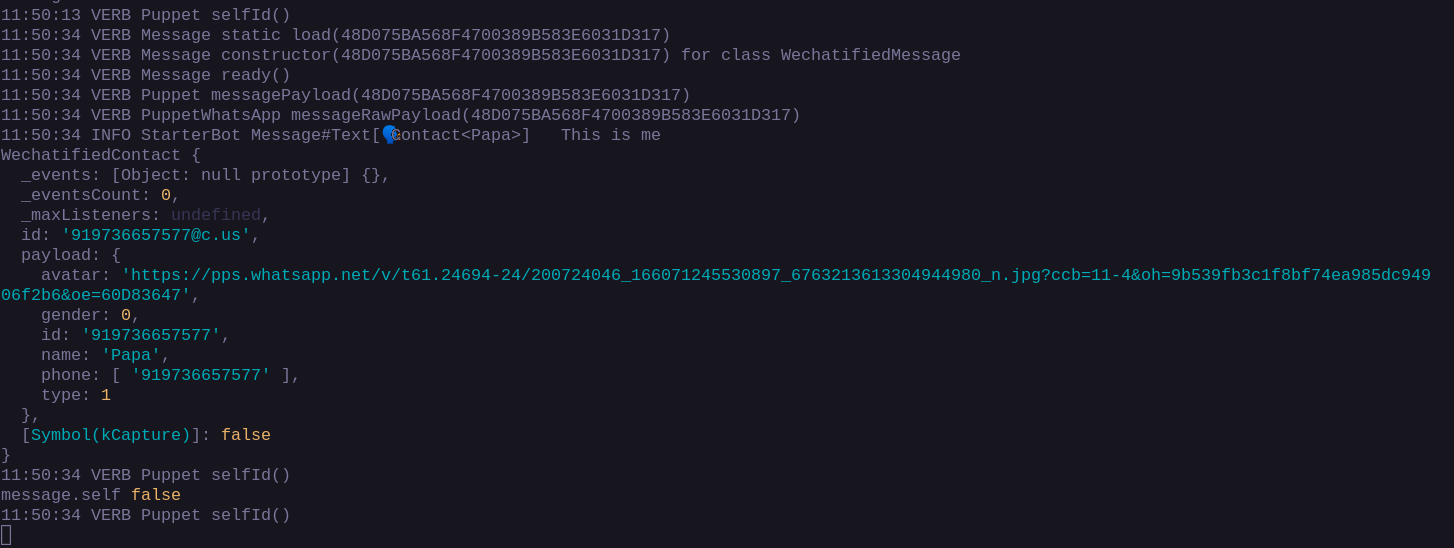 11:50:13 VERB Puppet selfId()
11:50:34 VERB Message static load(48D075BA568F4700389B583E6031D317)
11:50:34 VERB Message constructor(48D075BA568F4700389B583E6031D317) for class WechatifiedMessage
11:50:34 VERB Message ready()
11:50:34 VERB Puppet messagePayload(48D075BA568F4700389B583E6031D317)
11:50:34 VERB PuppetWhatsApp messageRawPayload(48D075BA568F4700389B583E6031D317)
11:50:34 INFO StarterBot Message#Text[🗣Contact<Papa>]   This is me
WechatifiedContact {
  _events: [Object: null prototype] {},
  _eventsCount: 0,
  _maxListeners: undefined,
  id: '919736657577@c.us',
  payload: {
    avatar: 'https://pps.whatsapp.net/v/t61.24694-24/200724046_166071245530897_6763213613304944980_n.jpg?ccb=11-4&oh=9b539fb3c1f8bf74ea985dc949
06f2b6&oe=60D83647',
    gender: 0,
    id: '919736657577',
    name: 'Papa',
    phone: [ '919736657577' ],
    type: 1
  },
  [Symbol(kCapture)]: false
}
11:50:34 VERB Puppet selfId()
message.self false
11:50:34 VERB Puppet selfId()